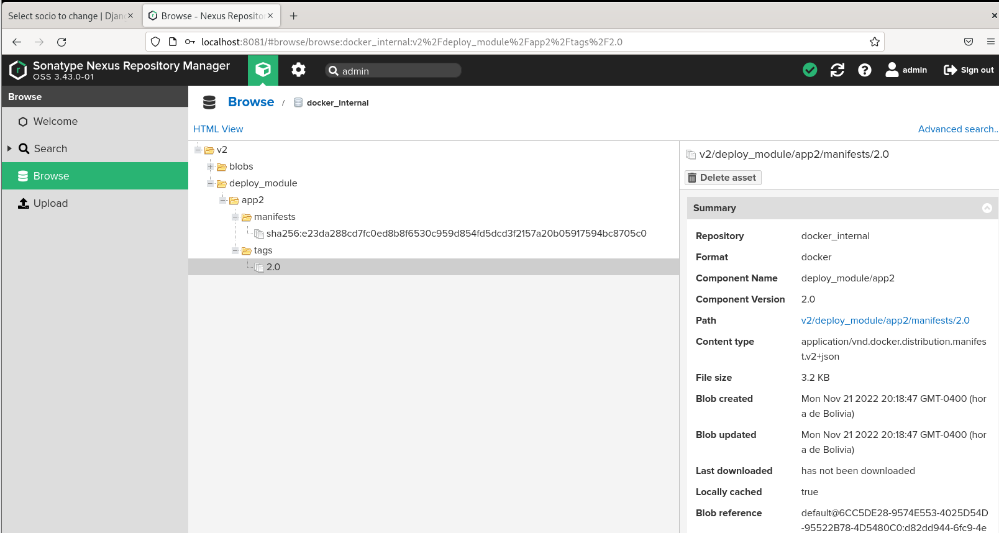 Select socio to change | Djan
Browse - Nexus Reposito
localhost:8081/#browse/browse:docker_internal:v2%2Fdeploy_module%2Fapp2%2Ftags%2F2.0
Sonatype Nexus Repository Manager
OSS 3.43.0-01
admin
admin
Sign out
Browse
Welcome
Search
Browse
Upload
Browse / docker_internal
HTML View
Advanced search..
v2
blobs
deploy_module
app2
manifests
sha256:e23da288cd7fc0ed8b8f6530c959d854fd5dcd3f2157a20b05917594bc8705c0
tags
2.0
v2/deploy_module/app2/manifests/2.0
Delete asset
Summary
Repository docker_internal
Format docker
Component Name deploy_module/app2
Component Version 2.0
Path v2/deploy_module/app2/manifests/2.0
Content type application/vnd.docker.distribution.manifes
t.v2+json
File size 3.2 KB
Blob created Mon Nov 21 2022 20:18:47 GMT-0400 (hor
a de Bolivia)
Blob updated Mon Nov 21 2022 20:18:47 GMT-0400 (hor
a de Bolivia)
Last downloaded has not been downloaded
Locally cached true
Blob reference default@6CC5DE28-9574E553-4025D54D
-95522B78-4D5480C0:d82dd944-6fc9-4e